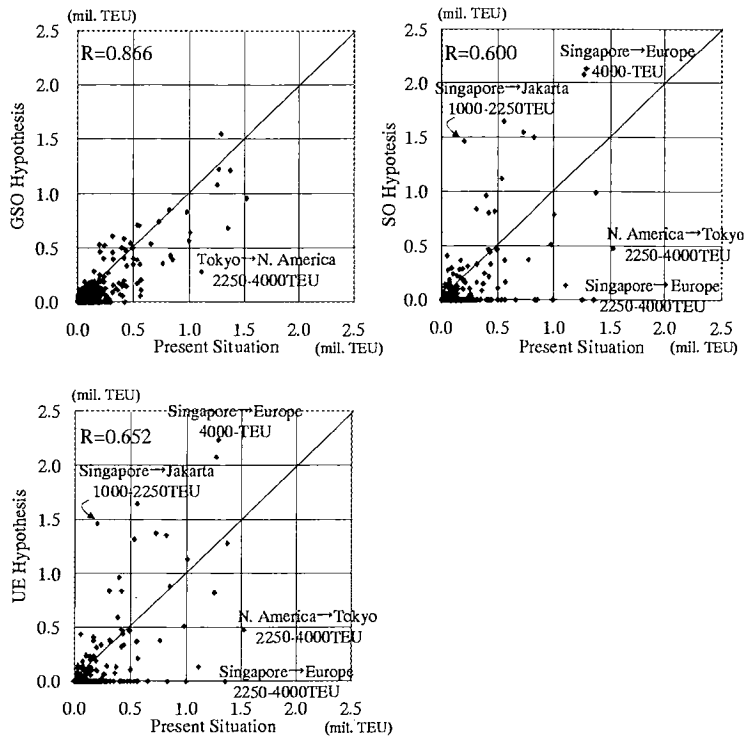 (mil. TEU)
2.5
2.0
1.5
1.0
0.5
0.0
GSO Hypothesis
R=0.866
Tokyo→N. America
2250-4000TEU
0.0 0.5 1.0 1.5 2.0 2.5
Present Situation (mil. TEU)
(mil. TEU)
2.5
2.0
1.5
1.0
0.5
0.0
SO Hypotesis
R=0.600
Singapore→Europe
4000-TEU
Singapore→Jakarta
1000-2250TEU
N. America→Tokyo
2250-4000TEU
Singapore→Europe
2250-4000TEU
0.0 0.5 1.0 1.5 2.0 2.5
Present Situation (mil. TEU)
(mil. TEU)
2.5
2.0
1.5
1.0
0.5
0.0
UE Hypothesis
R=0.652
Singapore→Europe
4000-TEU
Singapore→Jakarta
1000-2250TEU
N. America→Tokyo
2250-4000TEU
Singapore→Europe
2250-4000TEU
0.0 0.5 1.0 1.5 2.0 2.5
Present Situation (mit. TEU)